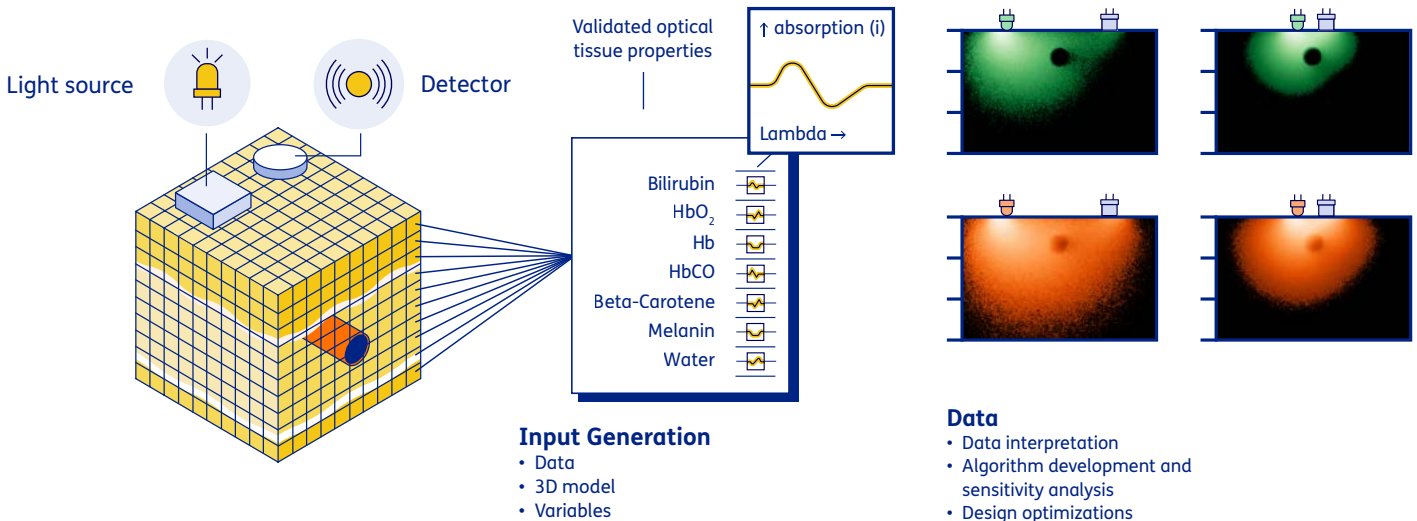 Light source
Detector
Validated optical
tissue properties
↑ absorption (i)
Lambda →
Bilirubin
HbO₂
Hb
HbCO
Beta-Carotene
Melanin
Water
Input Generation
• Data
• 3D model
• Variables
Data
• Data interpretation
• Algorithm development and
sensitivity analysis
• Design optimizations